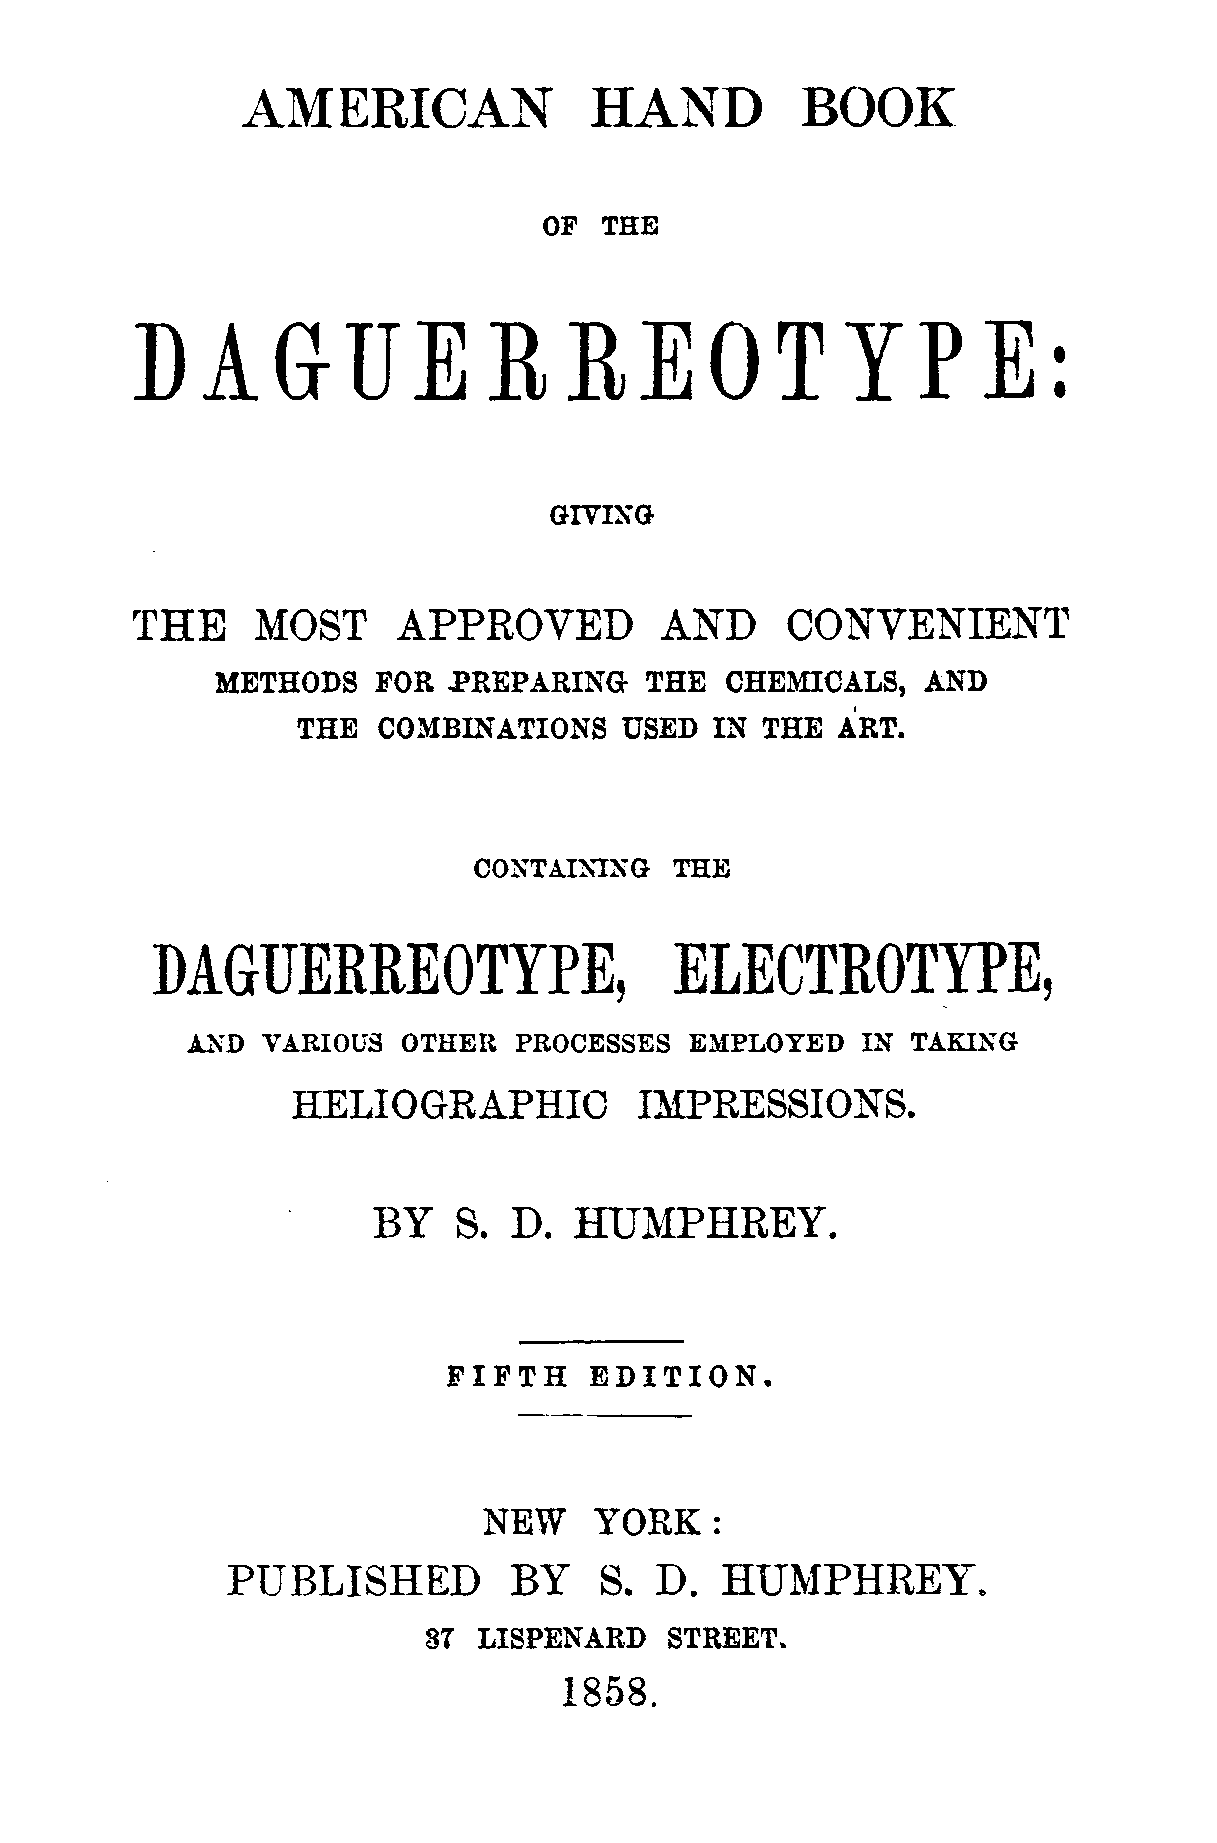 AMERICAN HAND BOOK
OF THE
DAGUERREOTYPE:
GIVING
THE MOST APPROVED AND CONVENIENT
METHODS FOR PREPARING THE CHEMICALS, AND
THE COMBINATIONS USED IN THE ART.
CONTAINING THE
DAGUERREOTYPE, ELECTROTYPE,
AND VARIOUS OTHER PROCESSES EMPLOYED IN TAKING
HELIOGRAPHIC IMPRESSIONS.
BY S. D. HUMPHREY.
FIFTH EDITION.
NEW YORK:
PUBLISHED BY S. D. HUMPHREY.
37 LISPENARD STREET.
1858.